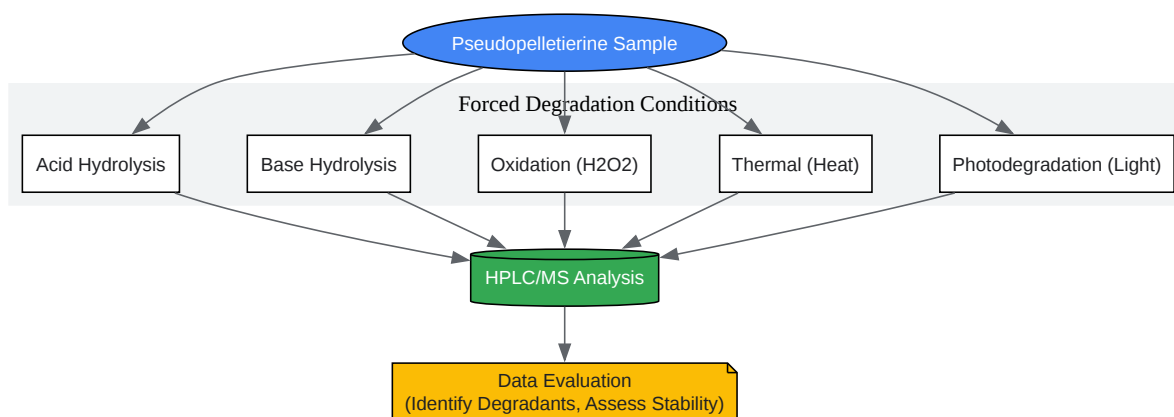 Pseudopelletierine Sample
Forced Degradation Conditions
Acid Hydrolysis
Base Hydrolysis
Oxidation (H2O2)
Thermal (Heat)
Photodegradation (Light)
HPLC/MS Analysis
Data Evaluation
(Identify Degradants, Assess Stability)